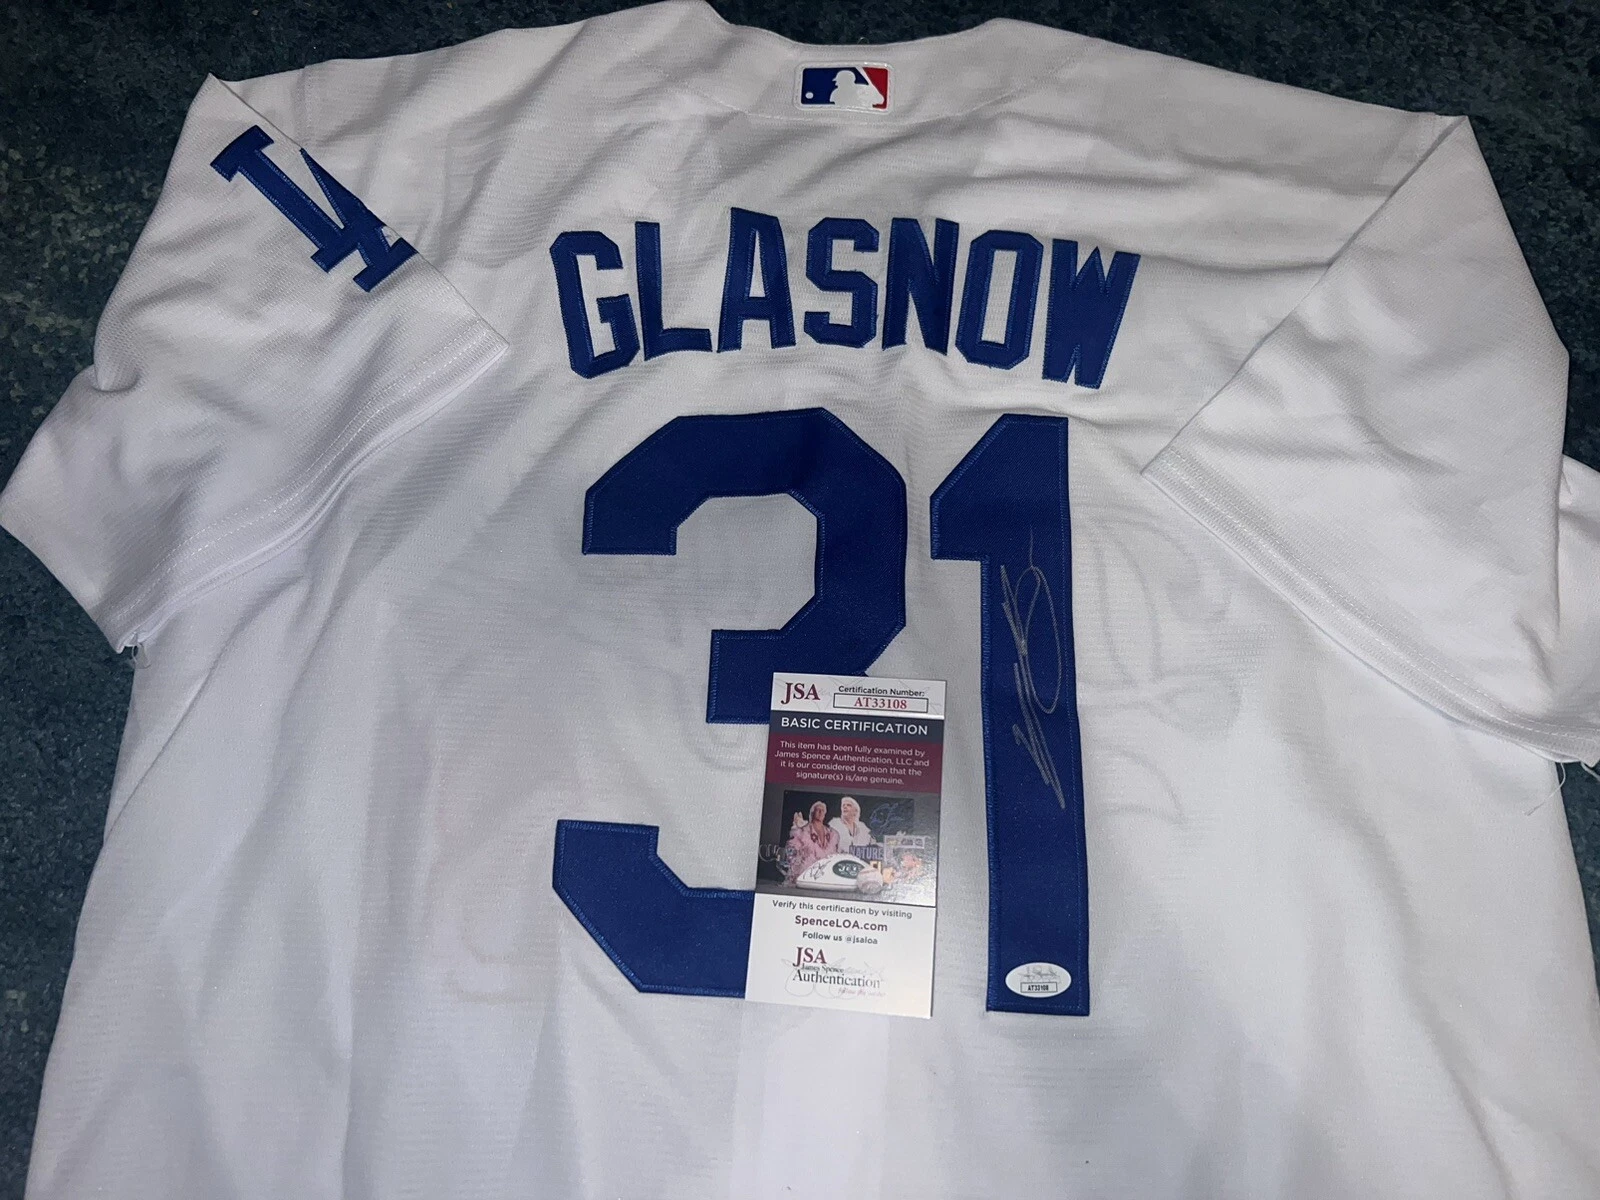 LA
GLASNOW
31
JSA
Certification Number:
AT33108
BASIC CERTIFICATION
This item has been fully examined by
James Spence Authentication, LLC and
it is our considered opinion that the
signature(s) is/are genuine.
NATURE
JETS
Verify this certification by visiting
SpenceLOA.com
Follow us @jsaloa
JSA
James Spence
Authentication
AT33108